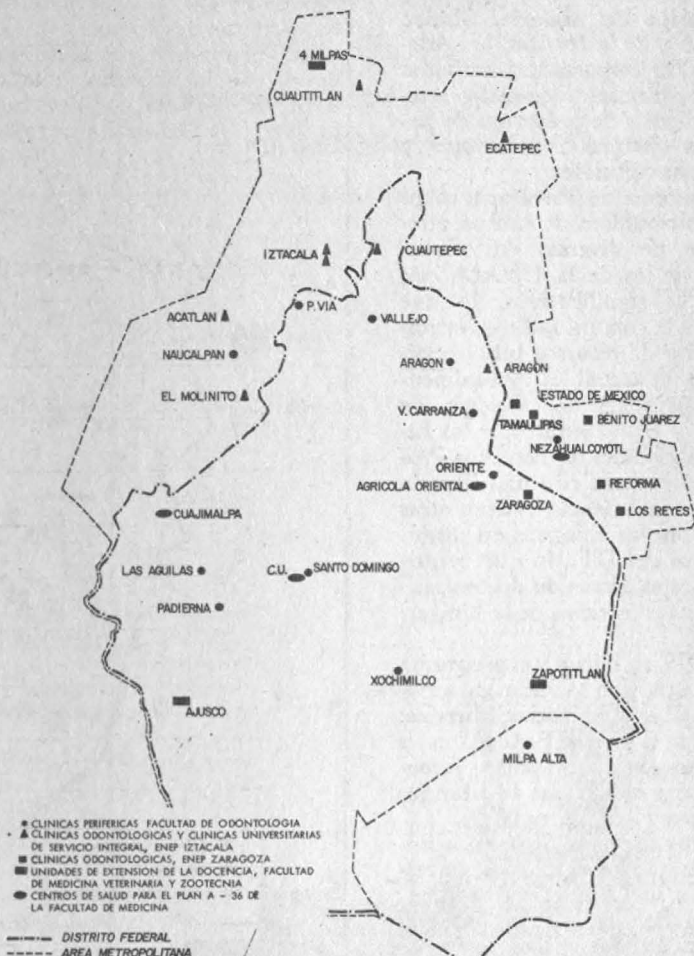 4 MILPAS
CUAUTITLAN
ECATEPEC
IZTACALA
CUAUTEPEC
P. VIA
VALLEJO
ACATLAN
NAUCALPAN
ARAGON
ARAGON
EL MOLINITO
ESTADO DE MEXICO
V. CARRANZA
TAMAULIPAS
BENITO JUAREZ
NEZAHUALCOYOTL
ORIENTE
AGRICOLA ORIENTAL
REFORMA
ZARAGOZA
LOS REYES
CUAJIMALPA
LAS AGUILAS
C.U.
SANTO DOMINGO
PADIERNA
XOCHIMILCO
ZAPOTITLAN
AJUSCO
MILPA ALTA
CLINICAS PERIFERICAS FACULTAD DE ODONTOLOGIA
CLINICAS ODONTOLOGICAS Y CLINICAS UNIVERSITARIAS
DE SERVICIO INTEGRAL, ENEP IZTACALA
CLINICAS ODONTOLOGICAS, ENEP ZARAGOZA
UNIDADES DE EXTENSION DE LA DOCENCIA, FACULTAD
DE MEDICINA VETERINARIA Y ZOOTECNIA
CENTROS DE SALUD PARA EL PLAN A - 36 DE
LA FACULTAD DE MEDICINA
DISTRITO FEDERAL
AREA METROPOLITANA